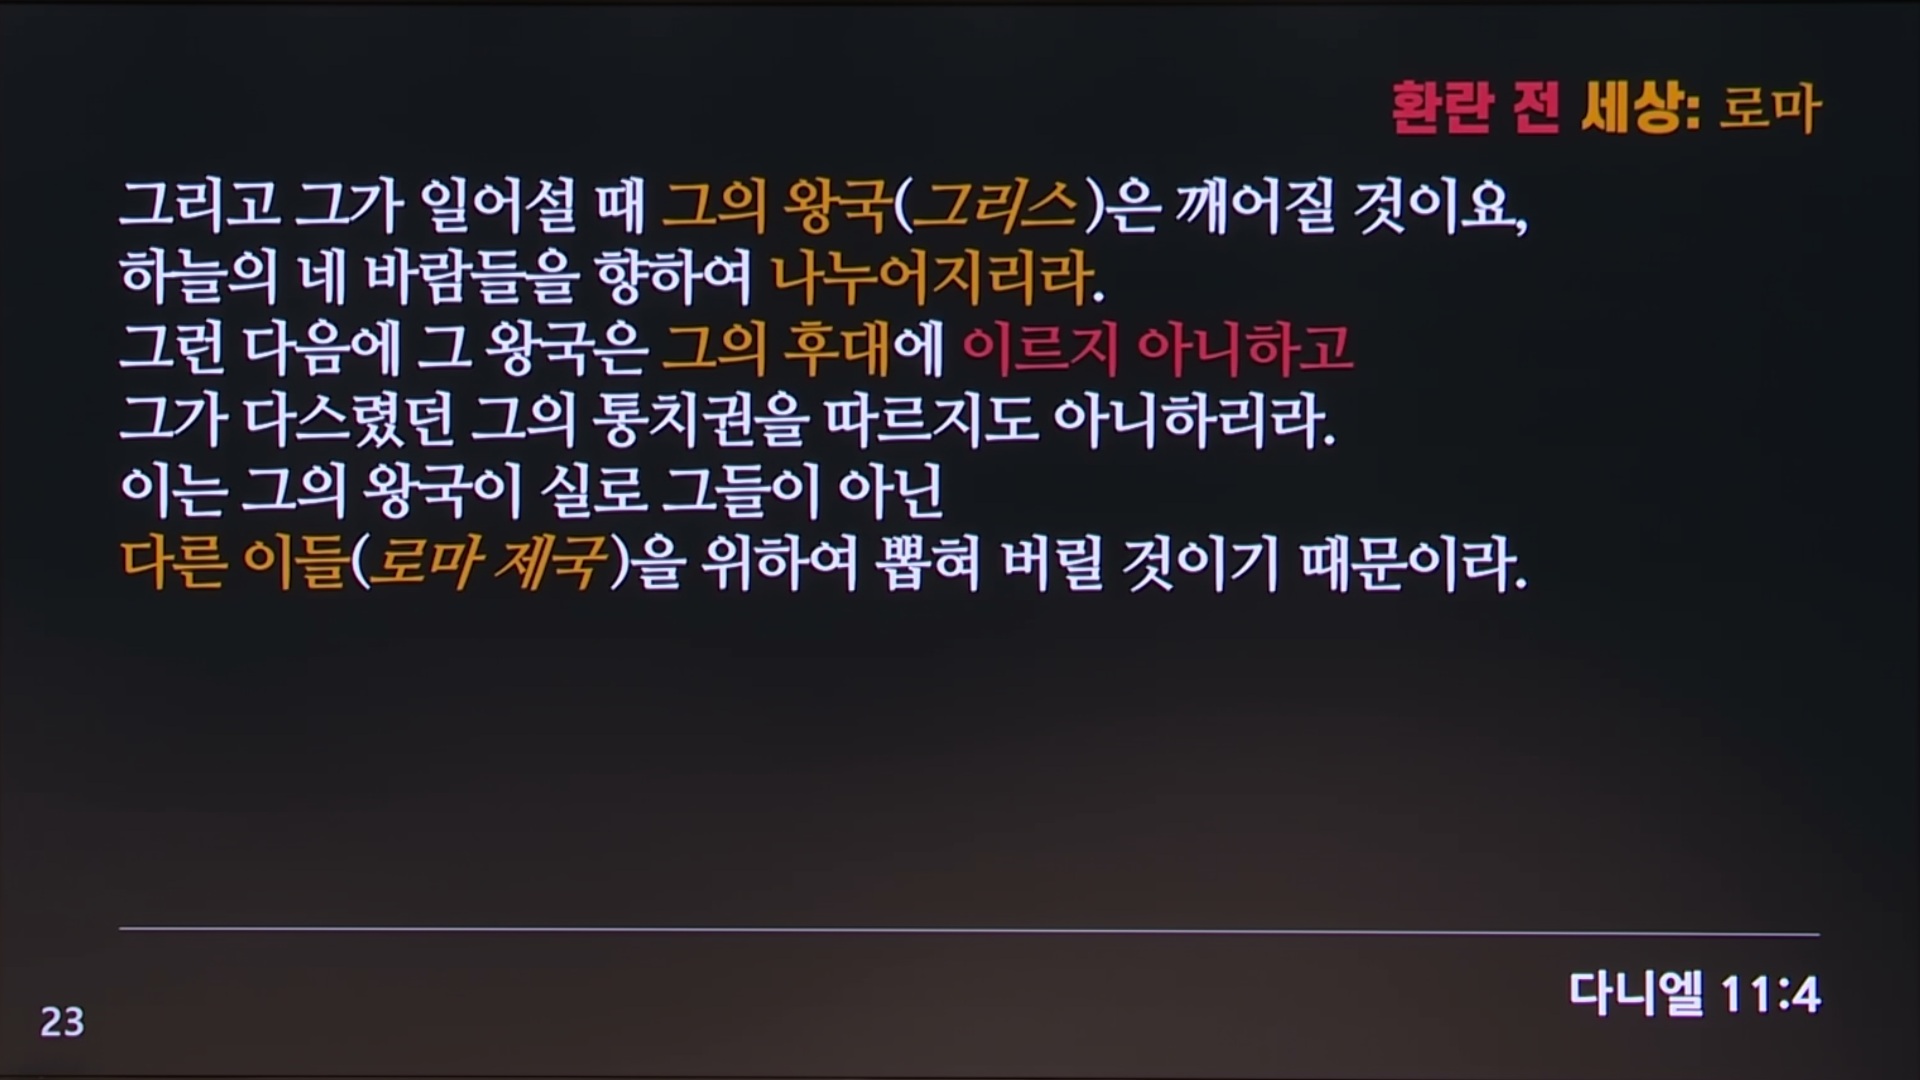 환란 전 세상: 로마
그리고 그가 일어설 때 그의 왕국(그리스)은 깨어질 것이요,
하늘의 네 바람들을 향하여 나누어지리라.
그런 다음에 그 왕국은 그의 후대에 이르지 아니하고
그가 다스렸던 그의 통치권을 따르지도 아니하리라.
이는 그의 왕국이 실로 그들이 아닌
다른 이들(로마 제국)을 위하여 뽑혀 버릴 것이기 때문이라.
다니엘 11:4
23